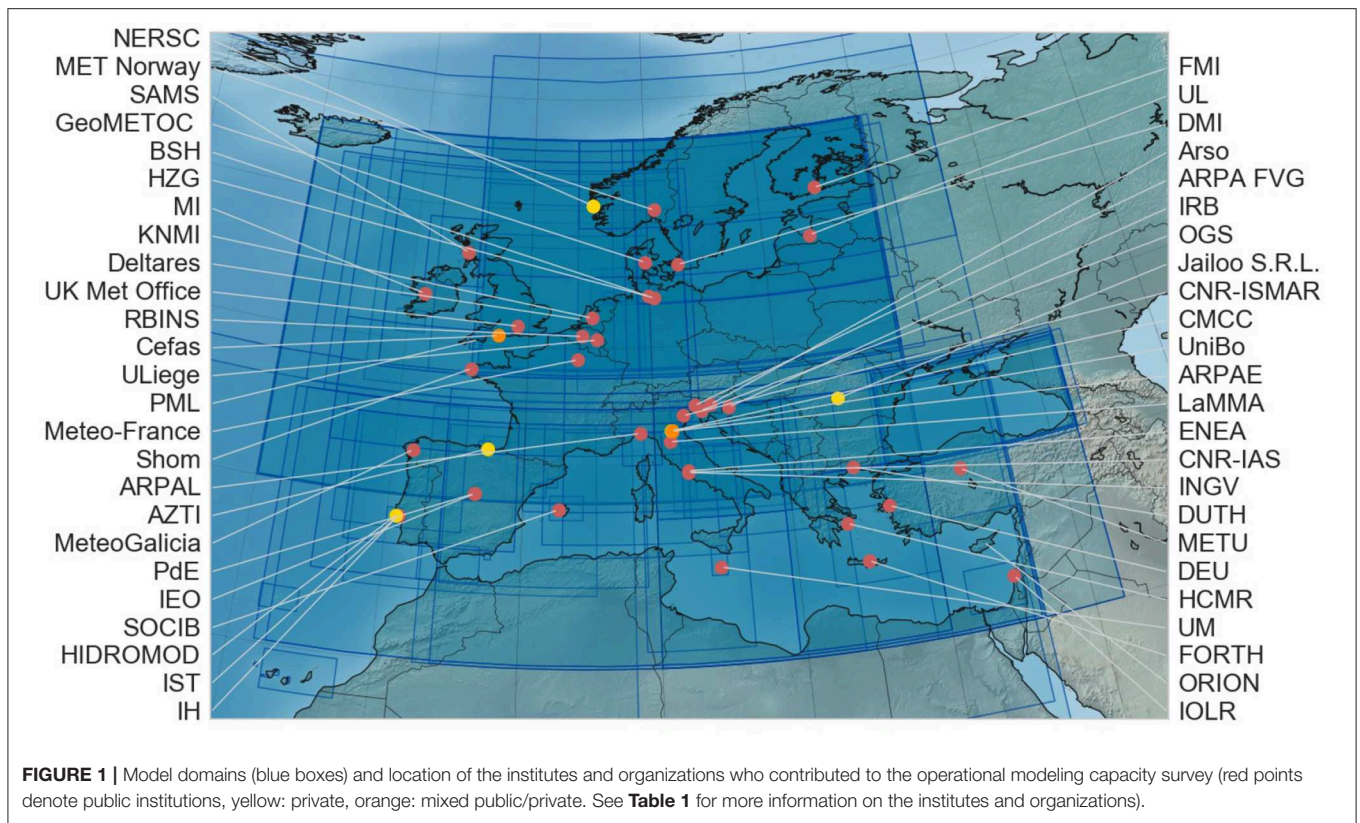 NERSC
MET Norway
SAMS
GeoMETOC
BSH
HZG
MI
KNMI
Deltares
UK Met Office
RBINS
Cefas
ULiege
PML
Meteo-France
Shom
ARPAL
AZTI
MeteoGalicia
PdE
IEO
SOCIB
HIDROMOD
IST
IH
FMI
UL
DMI
Arso
ARPA FVG
IRB
OGS
Jailoo S.R.L.
CNR-ISMAR
CMCC
UniBo
ARPAE
LaMMA
ENEA
CNR-IAS
INGV
DUTH
METU
DEU
HCMR
UM
FORTH
ORION
IOLR
FIGURE 1 | Model domains (blue boxes) and location of the institutes and organizations who contributed to the operational modeling capacity survey (red points
denote public institutions, yellow: private, orange: mixed public/private. See Table 1 for more information on the institutes and organizations).